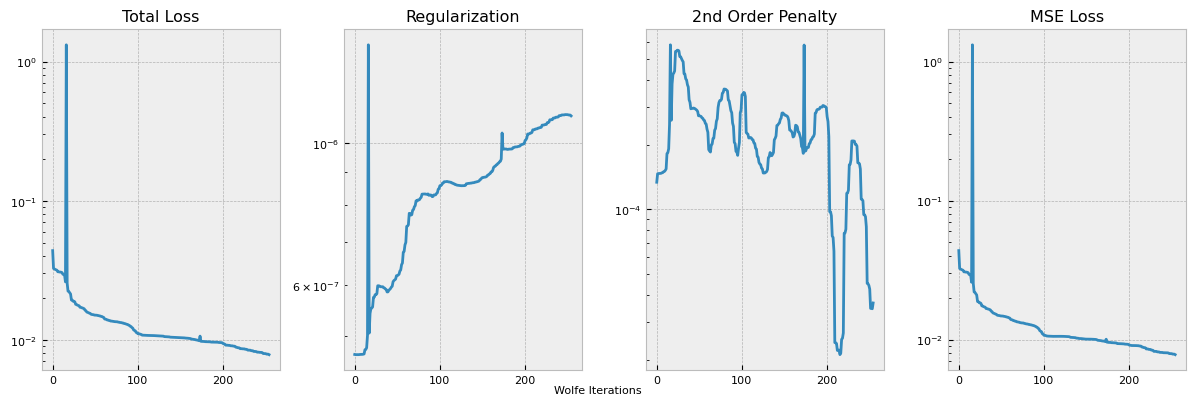 Total Loss
Regularization
2nd Order Penalty
MSE Loss
10⁰
10⁻¹
10⁻²
0 100 200
10⁻⁶
6 × 10⁻⁷
0 100 200
10⁻⁴
0 100 200
10⁰
10⁻¹
10⁻²
0 100 200
Wolfe Iterations